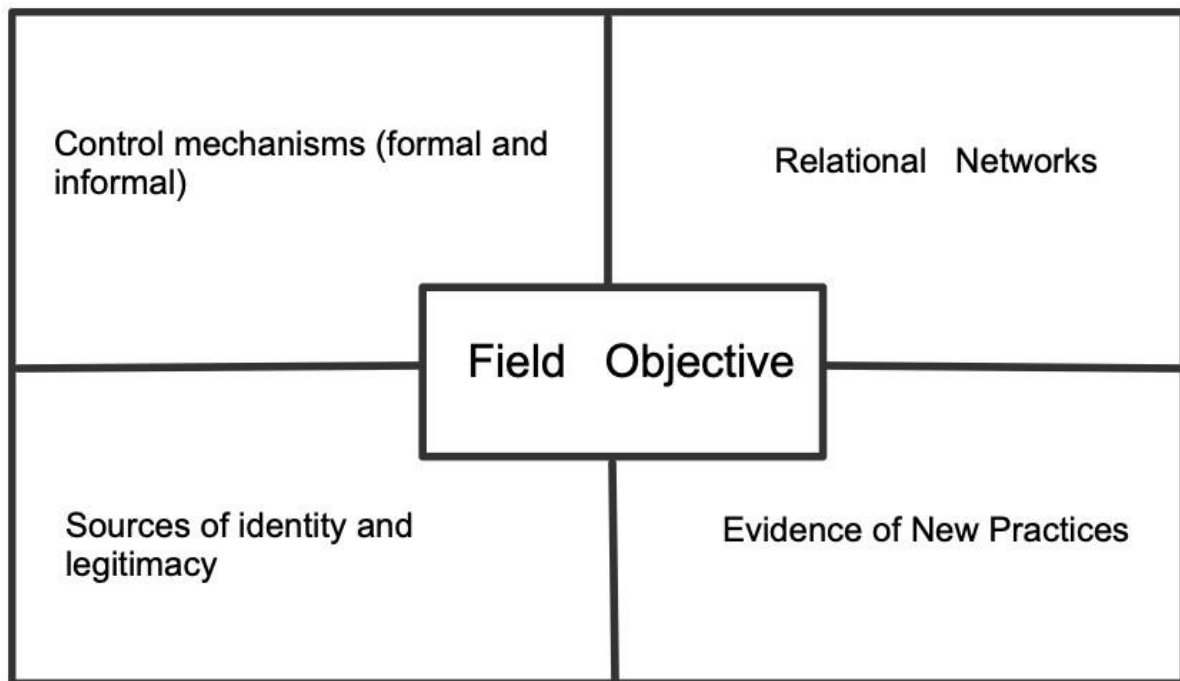 Control mechanisms (formal and
informal)
Relational Networks
Field Objective
Sources of identity and
legitimacy
Evidence of New Practices